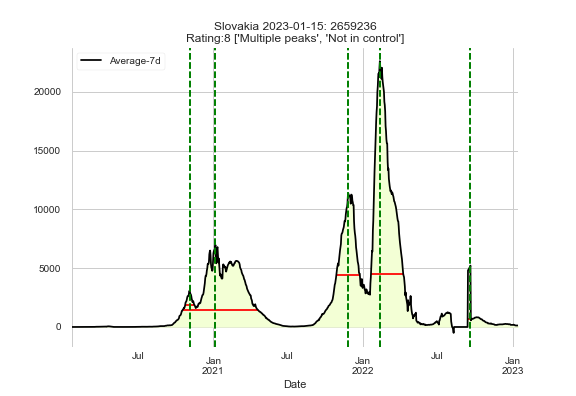 Slovakia 2023-01-15: 2659236
Rating:8 ['Multiple peaks', 'Not in control']
Average-7d
20000
15000
10000
5000
0
Jul
Jan
2021
Jul
Jan
2022
Jul
Jan
2023
Date